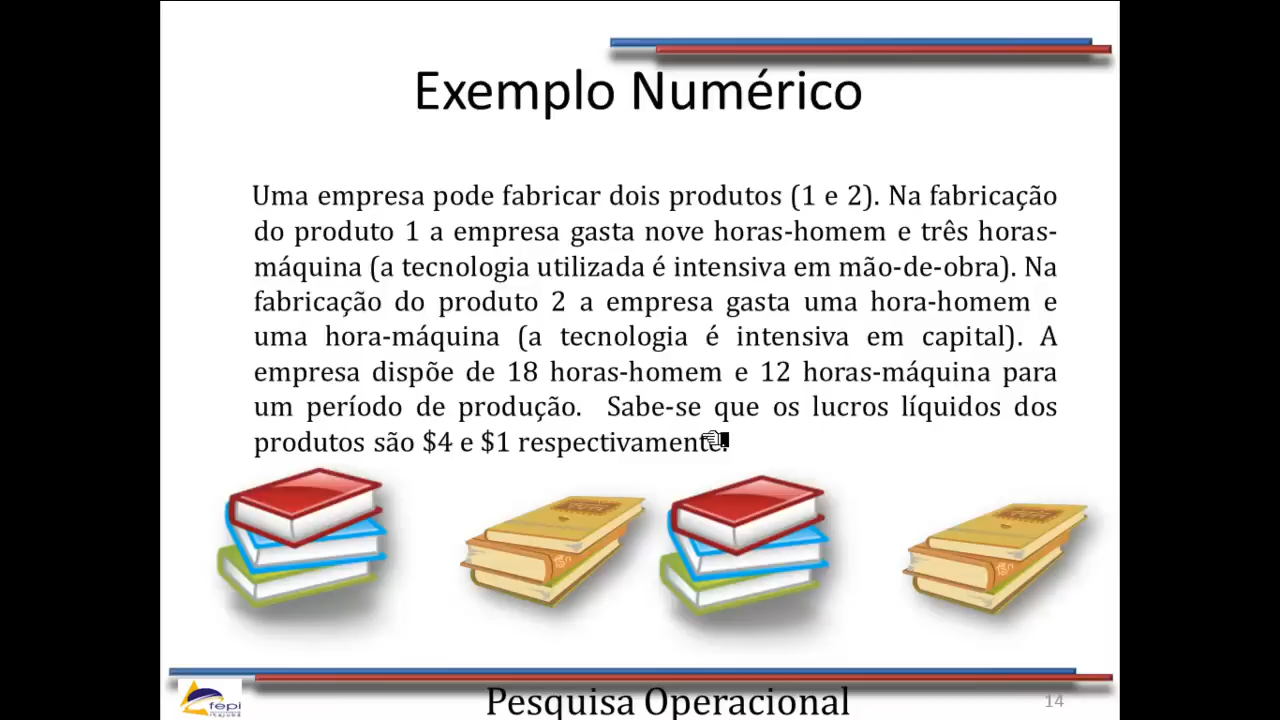 Exemplo Numérico
Uma empresa pode fabricar dois produtos (1 e 2). Na fabricação
do produto 1 a empresa gasta nove horas-homem e três horas-
máquina (a tecnologia utilizada é intensiva em mão-de-obra). Na
fabricação do produto 2 a empresa gasta uma hora-homem e
uma hora-máquina (a tecnologia é intensiva em capital). A
empresa dispõe de 18 horas-homem e 12 horas-máquina para
um período de produção. Sabe-se que os lucros líquidos dos
produtos são $4 e $1 respectivamente.
fepi
Pesquisa Operacional
14